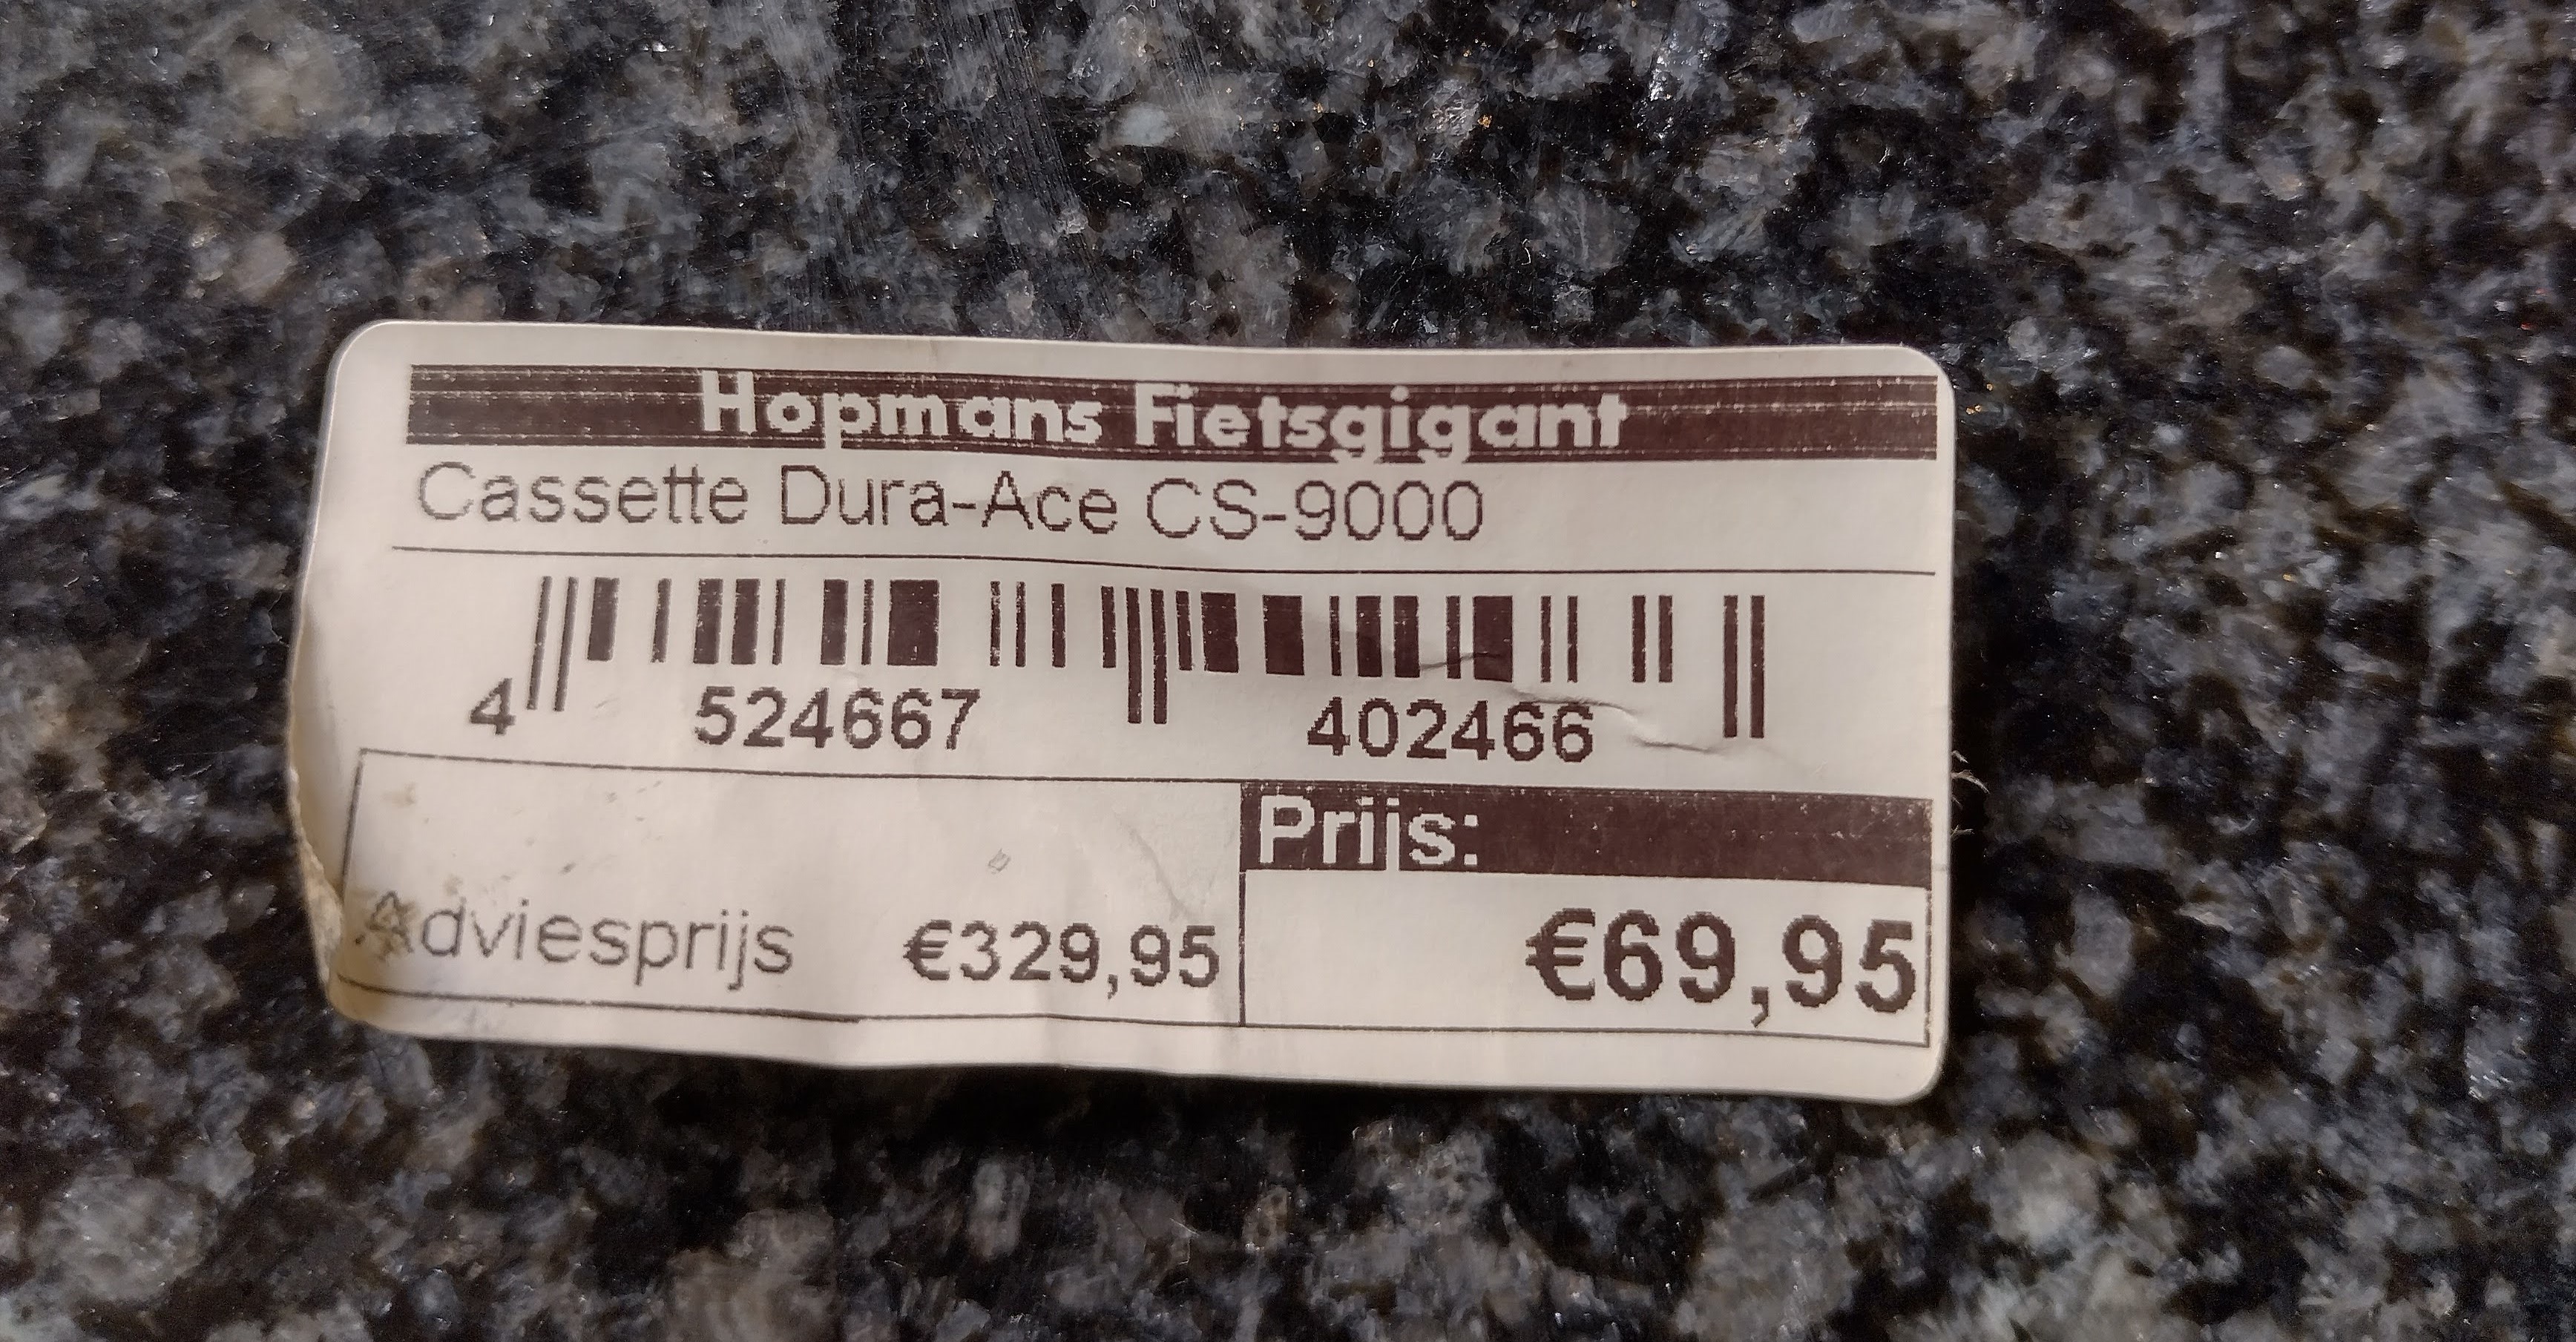 Hopmans Fietsgigant
Cassette Dura-Ace CS-9000
4 524667 402466
Prijs:
Adviesprijs €329,95
€69,95